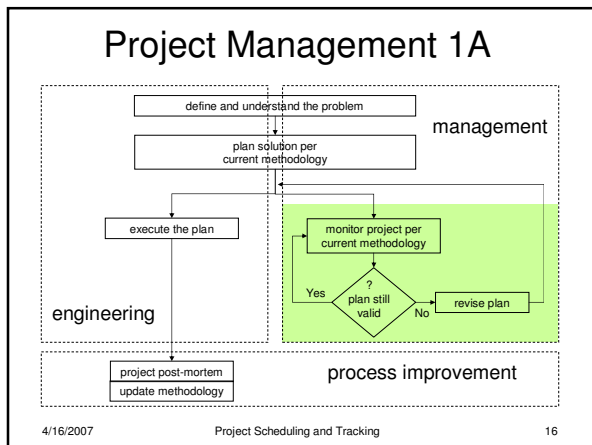 Project Management 1A
define and understand the problem
management
plan solution per
current methodology
execute the plan
monitor project per
current methodology
?
plan still
valid
Yes
No
revise plan
engineering
process improvement
project post-mortem
update methodology
4/16/2007
Project Scheduling and Tracking
16